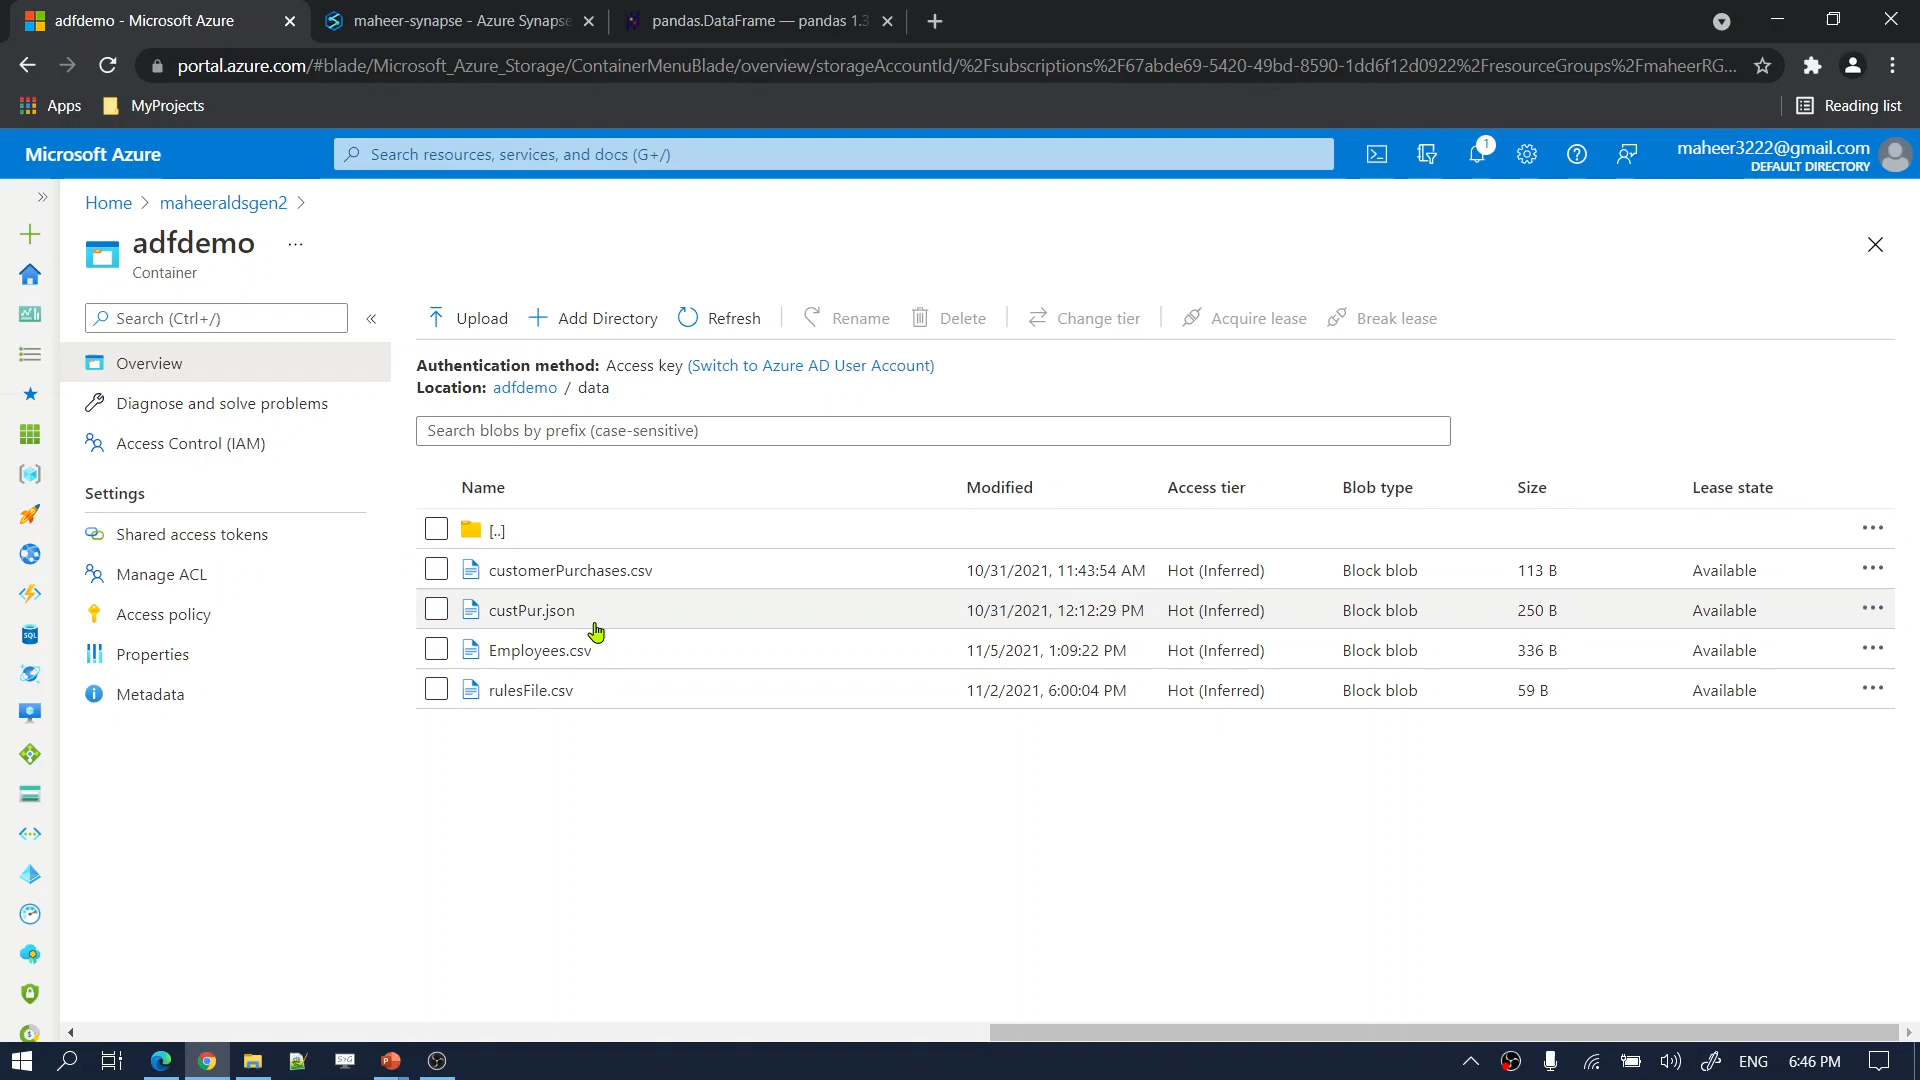 adfdemo - Microsoft Azure
maheer-synapse - Azure Synapse
pandas.DataFrame — pandas 1.3
portal.azure.com/#blade/Microsoft_Azure_Storage/ContainerMenuBlade/overview/storageAccountId/%2Fsubscriptions%2F67abde69-5420-49bd-8590-1dd6f12d0922%2FresourceGroups%2FmaheerRG...
Apps
MyProjects
Reading list
Microsoft Azure
Search resources, services, and docs (G+/)
1
maheer3222@gmail.com
DEFAULT DIRECTORY
Home > maheeraldsgen2 >
adfdemo ...
Container
Search (Ctrl+/)
Upload
Add Directory
Refresh
Rename
Delete
Change tier
Acquire lease
Break lease
Overview
Diagnose and solve problems
Access Control (IAM)
Settings
Shared access tokens
Manage ACL
Access policy
Properties
Metadata
Authentication method: Access key (Switch to Azure AD User Account)
Location: adfdemo / data
Search blobs by prefix (case-sensitive)
Name Modified Access tier Blob type Size Lease state
[..]
customerPurchases.csv 10/31/2021, 11:43:54 AM Hot (Inferred) Block blob 113 B Available
custPur.json 10/31/2021, 12:12:29 PM Hot (Inferred) Block blob 250 B Available
Employees.csv 11/5/2021, 1:09:22 PM Hot (Inferred) Block blob 336 B Available
rulesFile.csv 11/2/2021, 6:00:04 PM Hot (Inferred) Block blob 59 B Available
ENG
6:46 PM